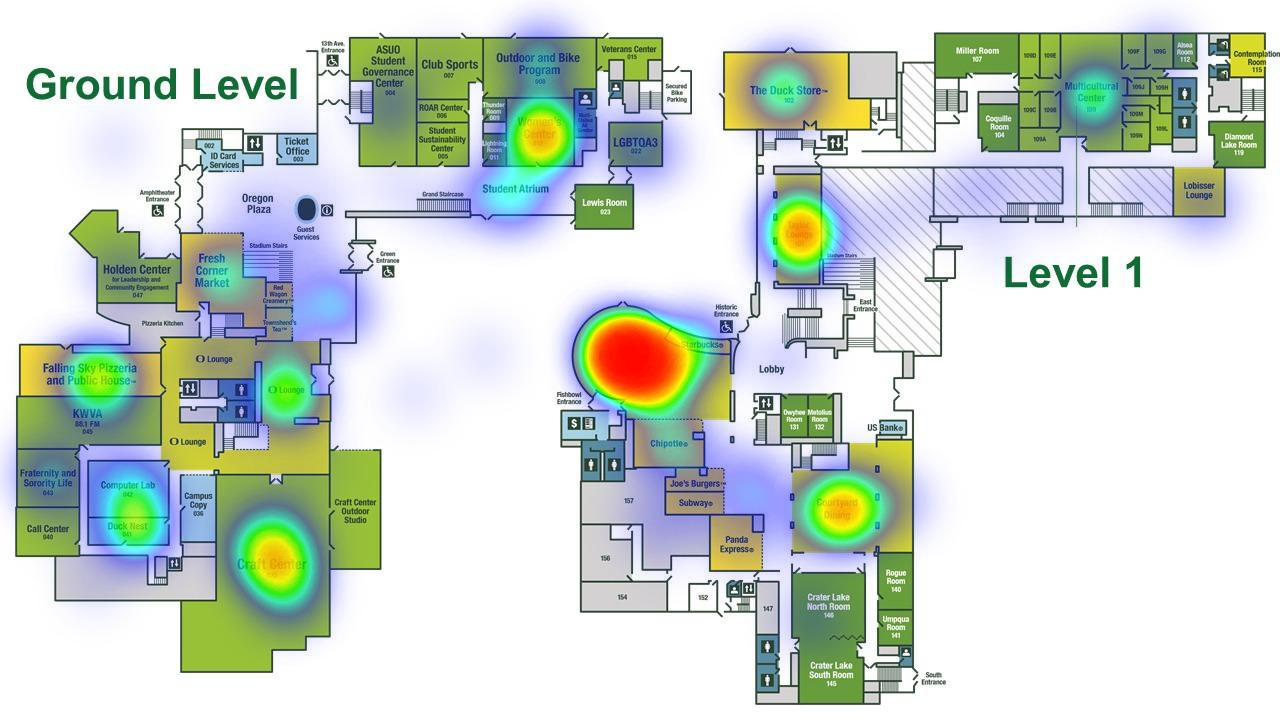 Ground Level
13th Ave.
Entrance
ASUO
Student
Governance
Center
004
Club Sports
007
ROAR Center
006
Student
Sustainability
Center
005
Outdoor and Bike
Program
008
Thunder
Room
009
Lightning
Room
011
Women's
Center
Veterans Center
015
Secured
Bike
Parking
LGBTQA3
022
Student Atrium
Lewis Room
023
Grand Staircase
002
ID Card
Services
Ticket
Office
003
Amphitheater
Entrance
Oregon
Plaza
Guest
Services
Stadium Stairs
Green
Entrance
Holden Center
for Leadership and
Community Engagement
047
Fresh
Corner
Market
Red
Wagon
Creamery™
Townshend's
Tea™
Pizzeria Kitchen
O Lounge
Falling Sky Pizzeria
and Public House™
O Lounge
KWVA
88.1 FM
045
O Lounge
Fraternity and
Sorority Life
043
Computer Lab
042
Duck Nest
041
Campus
Copy
036
Call Center
040
Craft Center
Craft Center
Outdoor
Studio
Level 1
The Duck Store™
102
Miller Room
107
109D
109E
109C
109B
109A
Coquille
Room
104
Multicultural
Center
109
109F
109G
109J
109H
109M
109N
109L
Alsea
Room
112
Contemplation
Room
115
Diamond
Lake Room
119
Lobisser
Lounge
Taylor
Lounge
Stadium Stairs
East
Entrance
Historic
Entrance
Starbucks®
Lobby
Fishbowl
Entrance
$
Chipotle®
Owyhee
Room
131
Metolius
Room
132
US Bank®
Joe's Burgers™
Subway®
157
Panda
Express®
Courtyard
Dining
156
154
152
147
Rogue
Room
140
Crater Lake
North Room
146
Umpqua
Room
141
Crater Lake
South Room
145
South
Entrance